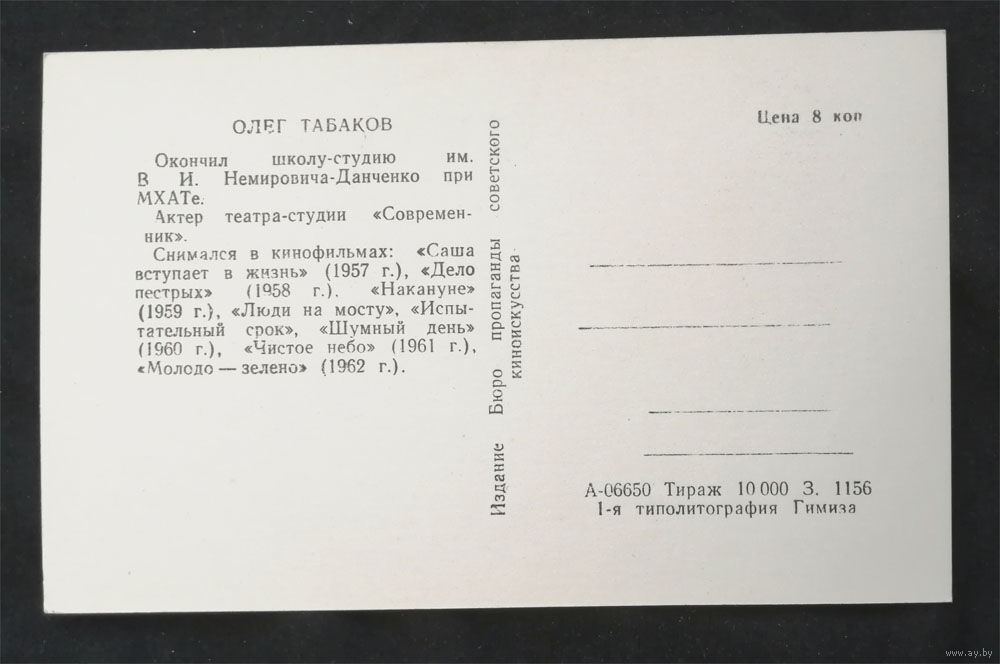 ОЛЕГ ТАБАКОВ
Окончил школу-студию им.
В И. Немировича-Данченко при
МХАТе.
Актер театра-студии «Современ-
ник».
Снимался в кинофильмах: «Саша
вступает в жизнь» (1957 г.), «Дело
пестрых» (1958 г.). «Накануне»
(1959 г.), «Люди на мосту», «Испы-
тательный срок», «Шумный день»
(1960 г.), «Чистое небо» (1961 г.),
«Молодо — зелено» (1962 г.).
Издание Бюро пропаганды советского
киноискусства
Цена 8 коп
А-06650 Тираж 10 000 З. 1156
1-я типолитография Гимиза
www.ay.by